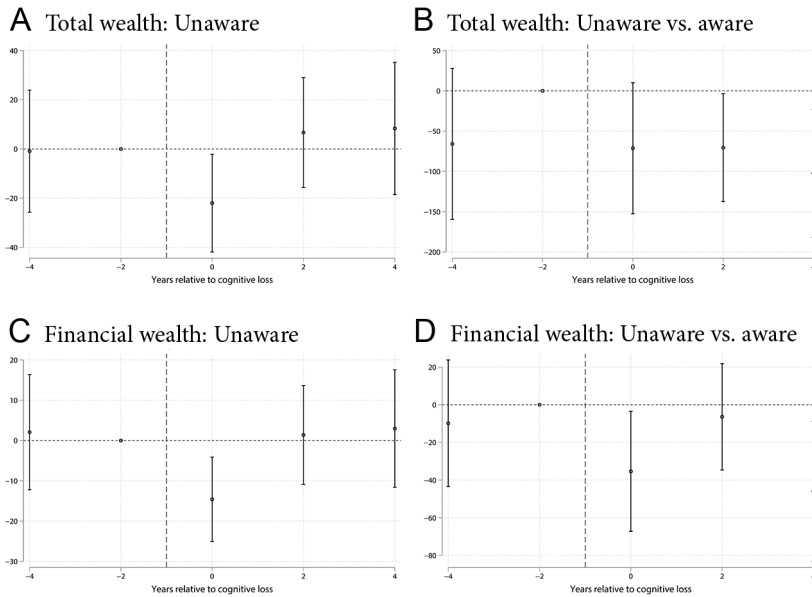 A Total wealth: Unaware
40
20
0
−20
−40
−4 −2 0 2 4
Years relative to cognitive loss
B Total wealth: Unaware vs. aware
50
0
−50
−100
−150
−200
−4 −2 0 2
Years relative to cognitive loss
C Financial wealth: Unaware
20
10
0
−10
−20
−30
−4 −2 0 2 4
Years relative to cognitive loss
D Financial wealth: Unaware vs. aware
20
0
−20
−40
−60
−80
−4 −2 0 2
Years relative to cognitive loss